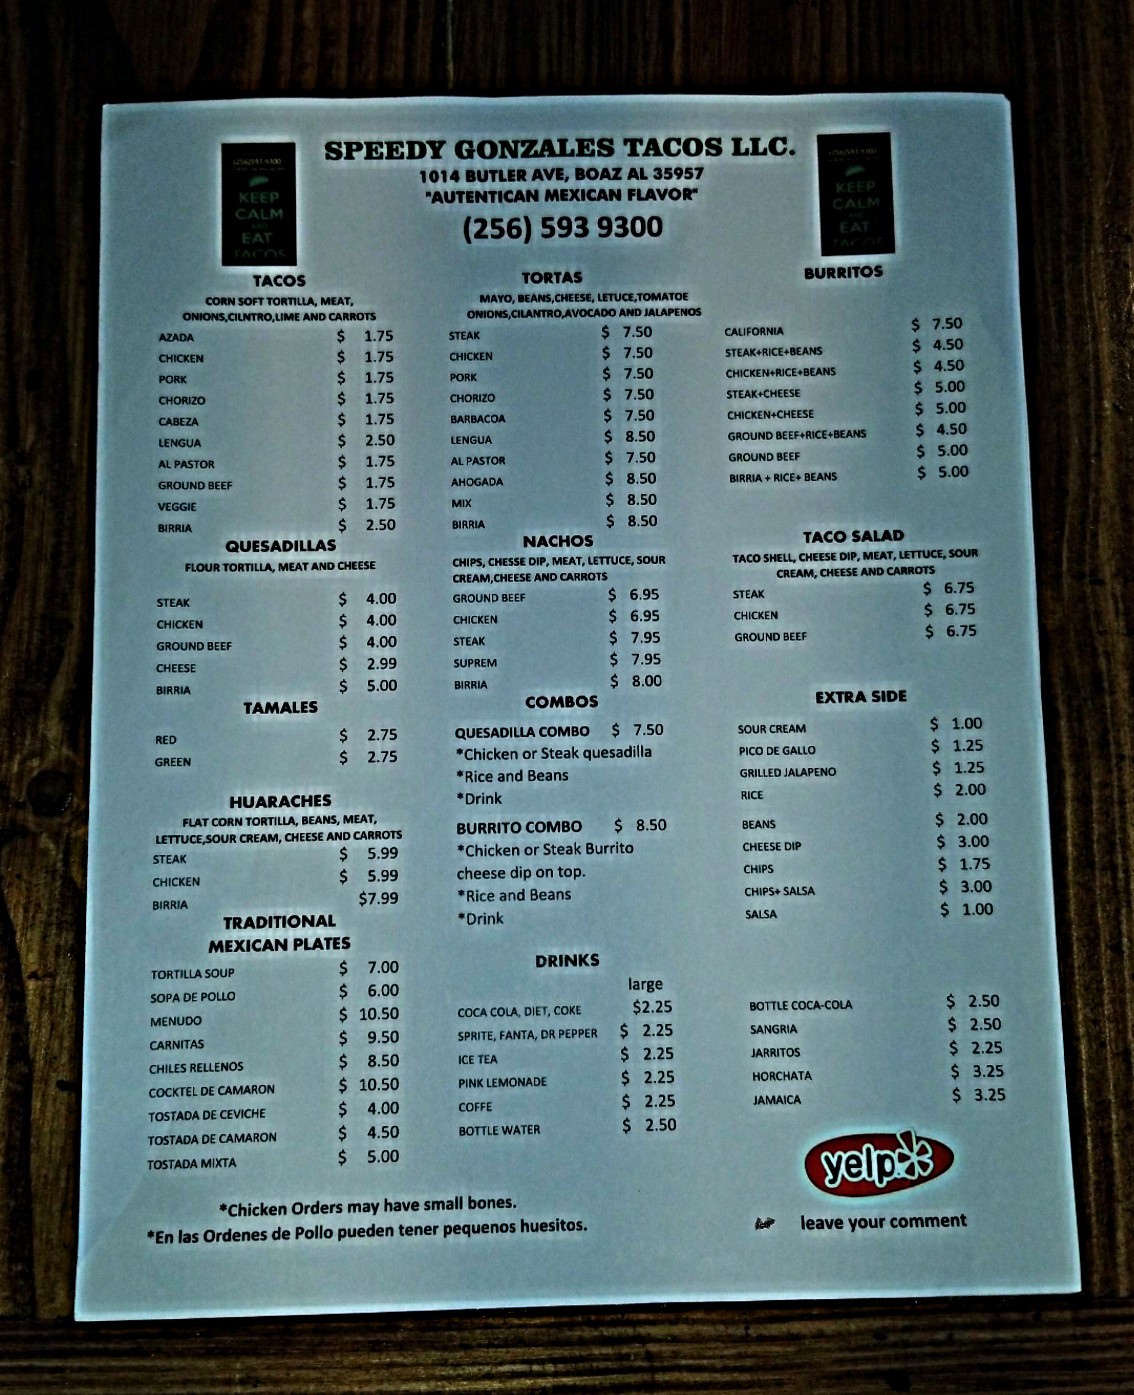 SPEEDY GONZALES TACOS LLC.
1014 BUTLER AVE, BOAZ AL 35957
"AUTENTICAN MEXICAN FLAVOR"
(256) 593 9300
KEEP
CALM
AND
EAT
TACOS
KEEP
CALM
AND
EAT
TACOS
TACOS
CORN SOFT TORTILLA, MEAT,
ONIONS,CILNTRO,LIME AND CARROTS
AZADA $ 1.75
CHICKEN $ 1.75
PORK $ 1.75
CHORIZO $ 1.75
CABEZA $ 1.75
LENGUA $ 2.50
AL PASTOR $ 1.75
GROUND BEEF $ 1.75
VEGGIE $ 1.75
BIRRIA $ 2.50
QUESADILLAS
FLOUR TORTILLA, MEAT AND CHEESE
STEAK $ 4.00
CHICKEN $ 4.00
GROUND BEEF $ 4.00
CHEESE $ 2.99
BIRRIA $ 5.00
TAMALES
RED $ 2.75
GREEN $ 2.75
HUARACHES
FLAT CORN TORTILLA, BEANS, MEAT,
LETTUCE,SOUR CREAM, CHEESE AND CARROTS
STEAK $ 5.99
CHICKEN $ 5.99
BIRRIA $7.99
TRADITIONAL
MEXICAN PLATES
TORTILLA SOUP $ 7.00
SOPA DE POLLO $ 6.00
MENUDO $ 10.50
CARNITAS $ 9.50
CHILES RELLENOS $ 8.50
COCKTEL DE CAMARON $ 10.50
TOSTADA DE CEVICHE $ 4.00
TOSTADA DE CAMARON $ 4.50
TOSTADA MIXTA $ 5.00
TORTAS
MAYO, BEANS,CHEESE, LETUCE,TOMATOE
ONIONS,CILANTRO,AVOCADO AND JALAPENOS
STEAK $ 7.50
CHICKEN $ 7.50
PORK $ 7.50
CHORIZO $ 7.50
BARBACOA $ 7.50
LENGUA $ 8.50
AL PASTOR $ 7.50
AHOGADA $ 8.50
MIX $ 8.50
BIRRIA $ 8.50
NACHOS
CHIPS, CHESSE DIP, MEAT, LETTUCE, SOUR
CREAM,CHEESE AND CARROTS
GROUND BEEF $ 6.95
CHICKEN $ 6.95
STEAK $ 7.95
SUPREM $ 7.95
BIRRIA $ 8.00
COMBOS
QUESADILLA COMBO $ 7.50
*Chicken or Steak quesadilla
*Rice and Beans
*Drink
BURRITO COMBO $ 8.50
*Chicken or Steak Burrito
cheese dip on top.
*Rice and Beans
*Drink
DRINKS
large
COCA COLA, DIET, COKE $2.25
SPRITE, FANTA, DR PEPPER $ 2.25
ICE TEA $ 2.25
PINK LEMONADE $ 2.25
COFFE $ 2.25
BOTTLE WATER $ 2.50
BURRITOS
CALIFORNIA $ 7.50
STEAK+RICE+BEANS $ 4.50
CHICKEN+RICE+BEANS $ 4.50
STEAK+CHEESE $ 5.00
CHICKEN+CHEESE $ 5.00
GROUND BEEF+RICE+BEANS $ 4.50
GROUND BEEF $ 5.00
BIRRIA + RICE+ BEANS $ 5.00
TACO SALAD
TACO SHELL, CHEESE DIP, MEAT, LETTUCE, SOUR
CREAM, CHEESE AND CARROTS
STEAK $ 6.75
CHICKEN $ 6.75
GROUND BEEF $ 6.75
EXTRA SIDE
SOUR CREAM $ 1.00
PICO DE GALLO $ 1.25
GRILLED JALAPENO $ 1.25
RICE $ 2.00
BEANS $ 2.00
CHEESE DIP $ 3.00
CHIPS $ 1.75
CHIPS+ SALSA $ 3.00
SALSA $ 1.00
BOTTLE COCA-COLA $ 2.50
SANGRIA $ 2.50
JARRITOS $ 2.25
HORCHATA $ 3.25
JAMAICA $ 3.25
yelp
leave your comment
*Chicken Orders may have small bones.
*En las Ordenes de Pollo pueden tener pequenos huesitos.